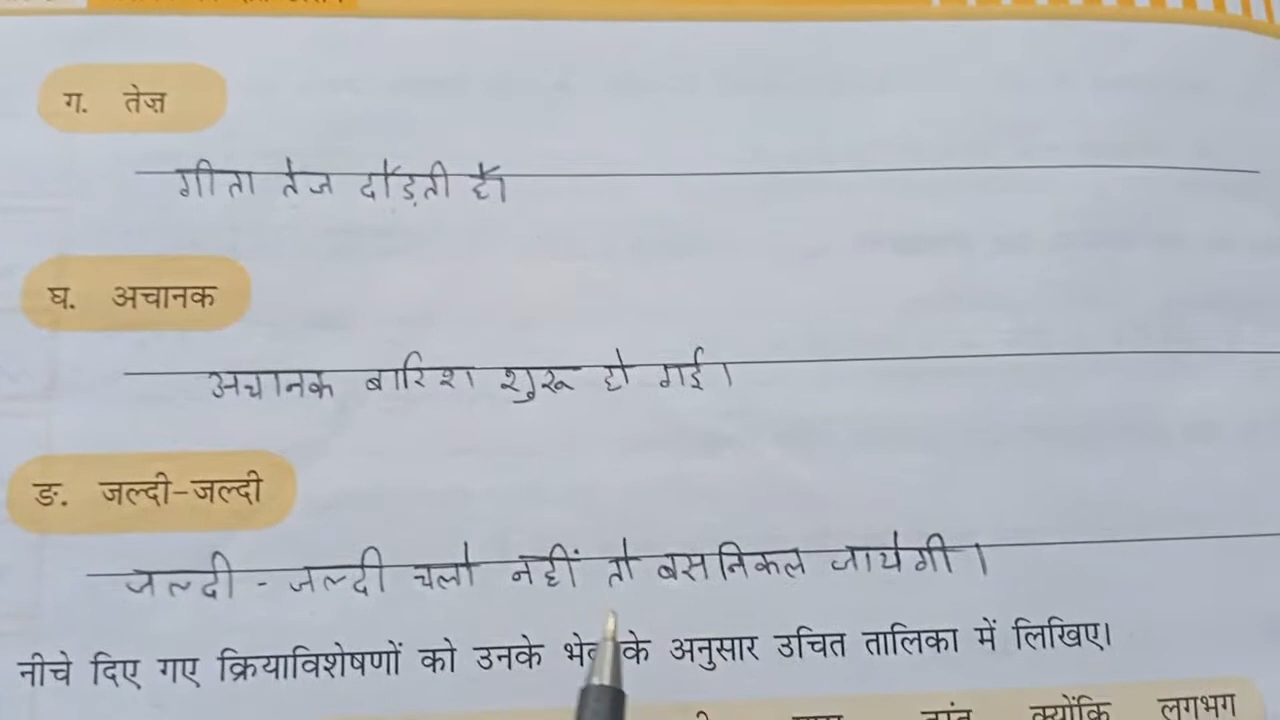 ग. तेज़
गीता तेज दौड़ती है।
घ. अचानक
अचानक बारिश शुरू हो गई।
ङ. जल्दी-जल्दी
जल्दी - जल्दी चलो नहीं तो बस निकल जायेगी।
नीचे दिए गए क्रियाविशेषणों को उनके के अनुसार उचित तालिका में लिखिए।
क्योंकि लगभग